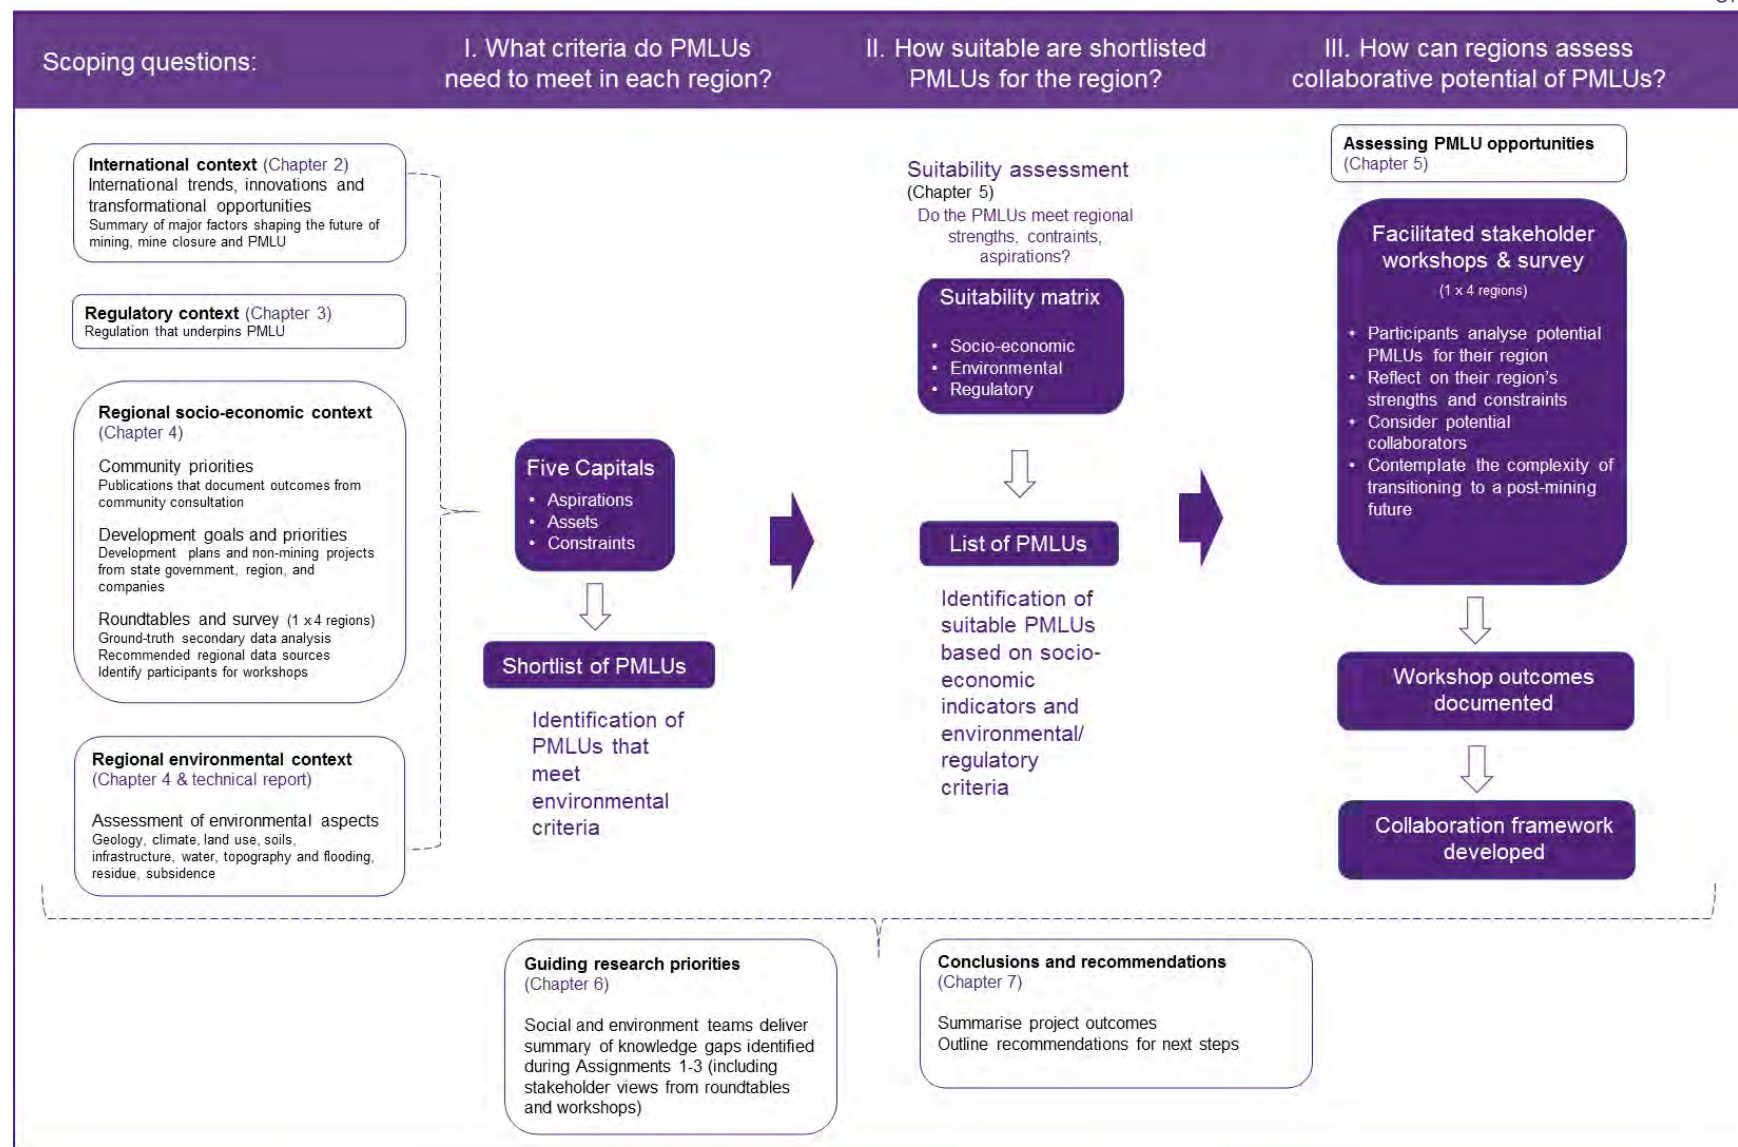 Scoping questions:
I. What criteria do PMLUs
need to meet in each region?
II. How suitable are shortlisted
PMLUs for the region?
III. How can regions assess
collaborative potential of PMLUs?
International context (Chapter 2)
International trends, innovations and
transformational opportunities
Summary of major factors shaping the future of
mining, mine closure and PMLU
Regulatory context (Chapter 3)
Regulation that underpins PMLU
Regional socio-economic context
(Chapter 4)
Community priorities
Publications that document outcomes from
community consultation
Development goals and priorities
Development plans and non-mining projects
from state government, region, and
companies
Roundtables and survey (1 x 4 regions)
Ground-truth secondary data analysis
Recommended regional data sources
Identify participants for workshops
Regional environmental context
(Chapter 4 & technical report)
Assessment of environmental aspects
Geology, climate, land use, soils,
infrastructure, water, topography and flooding,
residue, subsidence
Five Capitals
• Aspirations
• Assets
• Constraints
Shortlist of PMLUs
Identification of
PMLUs that
meet
environmental
criteria
Suitability assessment
(Chapter 5)
Do the PMLUs meet regional
strengths, contraints,
aspirations?
Suitability matrix
• Socio-economic
• Environmental
• Regulatory
List of PMLUs
Identification of
suitable PMLUs
based on socio-
economic
indicators and
environmental/
regulatory
criteria
Assessing PMLU opportunities
(Chapter 5)
Facilitated stakeholder
workshops & survey
(1 x 4 regions)
• Participants analyse potential
PMLUs for their region
• Reflect on their region's
strengths and constraints
• Consider potential
collaborators
• Contemplate the complexity of
transitioning to a post-mining
future
Workshop outcomes
documented
Collaboration framework
developed
Guiding research priorities
(Chapter 6)
Social and environment teams deliver
summary of knowledge gaps identified
during Assignments 1-3 (including
stakeholder views from roundtables
and workshops)
Conclusions and recommendations
(Chapter 7)
Summarise project outcomes
Outline recommendations for next steps